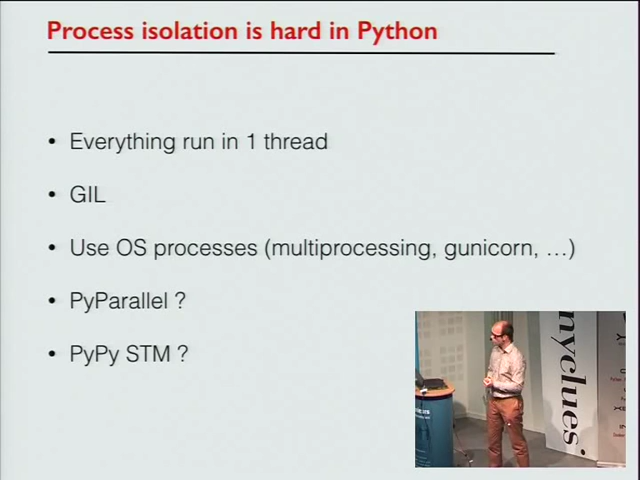 Process isolation is hard in Python
• Everything run in 1 thread
• GIL
• Use OS processes (multiprocessing, gunicorn, …)
• PyParallel ?
• PyPy STM ?
nyclues